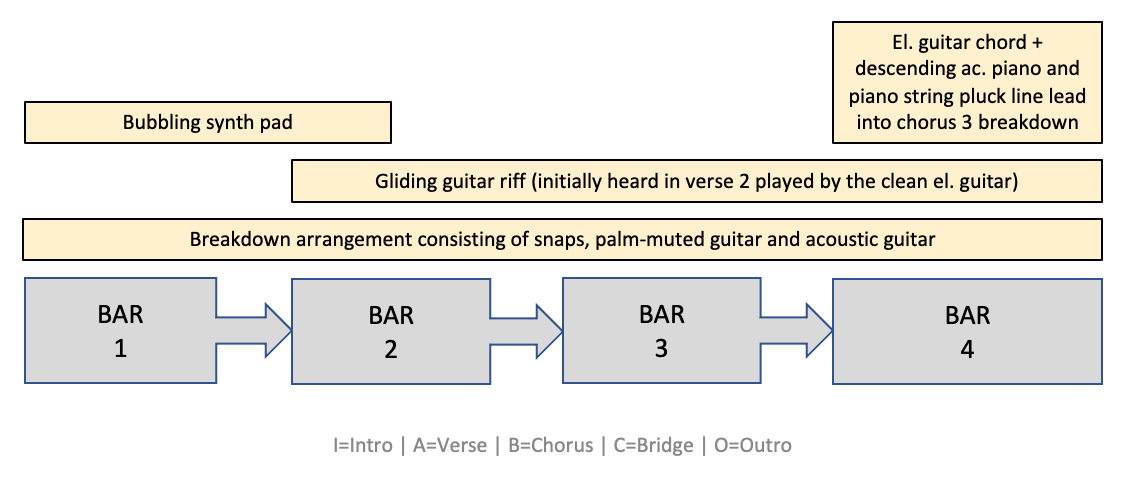 El. guitar chord +
descending ac. piano and
piano string pluck line lead
into chorus 3 breakdown
Bubbling synth pad
Gliding guitar riff (initially heard in verse 2 played by the clean el. guitar)
Breakdown arrangement consisting of snaps, palm-muted guitar and acoustic guitar
BAR
1
BAR
2
BAR
3
BAR
4
I=Intro | A=Verse | B=Chorus | C=Bridge | O=Outro